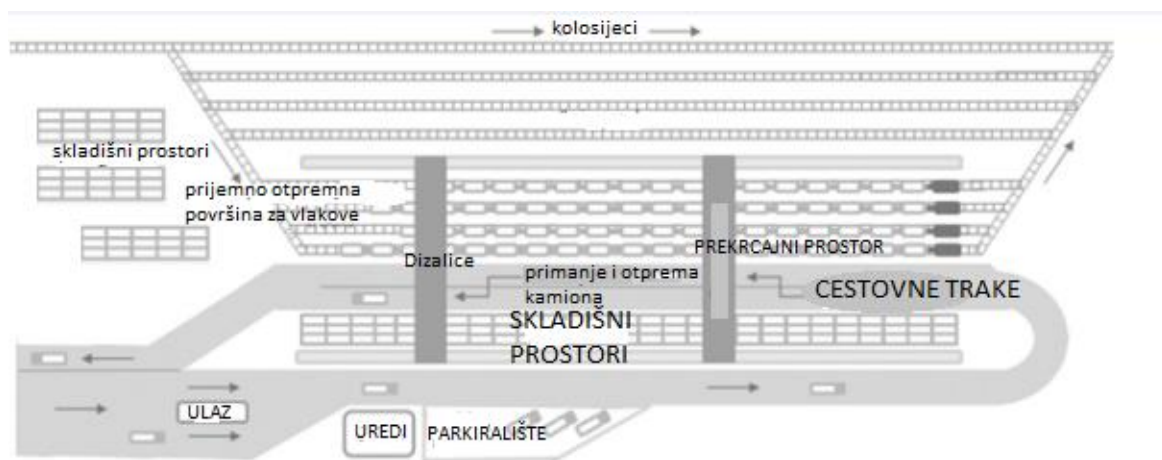 kolosijeci
skladišni prostori
prijemno otpremna
površina za vlakove
PREKRCAJNI PROSTOR
Dizalice
primanje i otprema
kamiona
CESTOVNE TRAKE
SKLADIŠNI
PROSTORI
ULAZ
UREDI
PARKIRALIŠTE